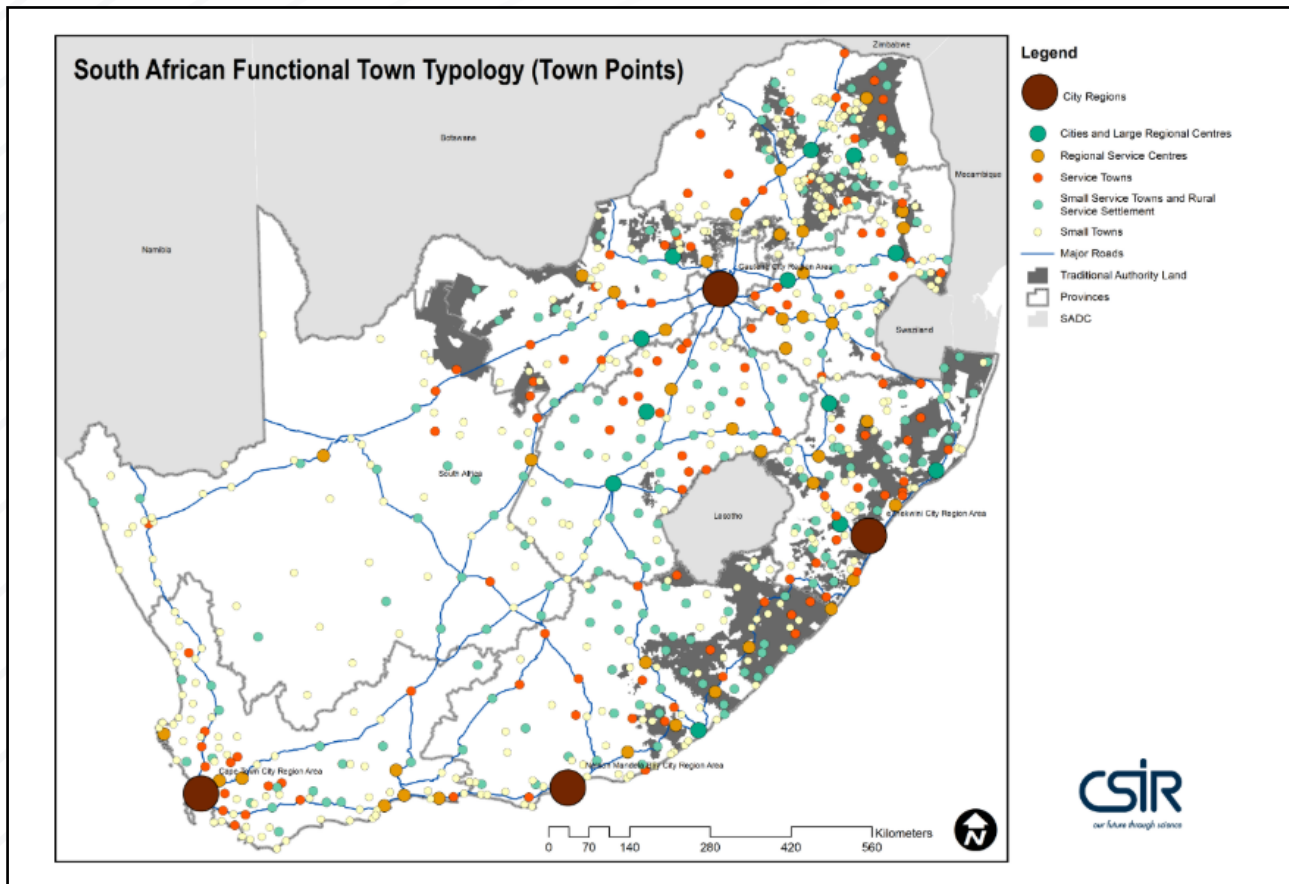 South African Functional Town Typology (Town Points)
Zimbabwe
Botswana
Mocambique
Namibia
Gauteng City Region Area
Swaziland
South Africa
Lesotho
eThekwini City Region Area
Cape Town City Region Area
Nelson Mandela Bay City Region Area
Kilometers
0 70 140 280 420 560
N
Legend
City Regions
Cities and Large Regional Centres
Regional Service Centres
Service Towns
Small Service Towns and Rural
Service Settlement
Small Towns
Major Roads
Traditional Authority Land
Provinces
SADC
CSIR
our future through science